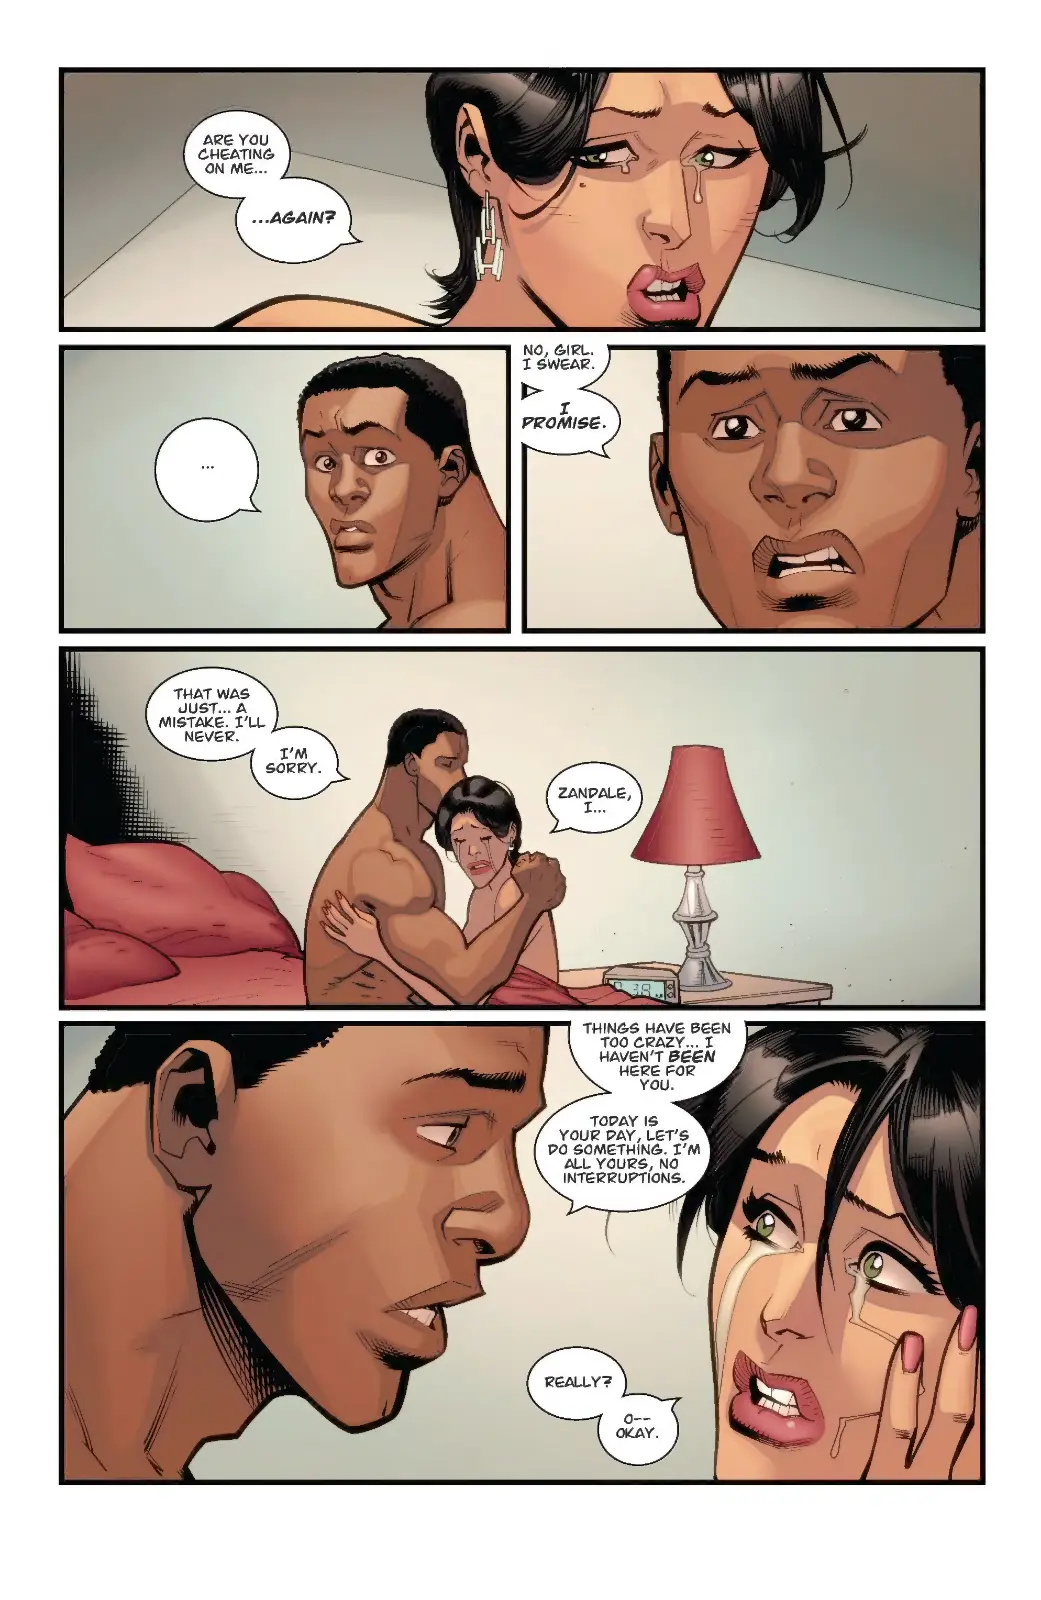 ARE YOU
CHEATING
ON ME...
...AGAIN?
...
NO, GIRL.
I SWEAR.
I
PROMISE.
THAT WAS
JUST... A
MISTAKE. I'LL
NEVER.
I'M
SORRY.
ZANDALE,
I...
THINGS HAVE BEEN
TOO CRAZY... I
HAVEN'T BEEN
HERE FOR
YOU.
TODAY IS
YOUR DAY, LET'S
DO SOMETHING. I'M
ALL YOURS, NO
INTERRUPTIONS.
REALLY?
O--
OKAY.